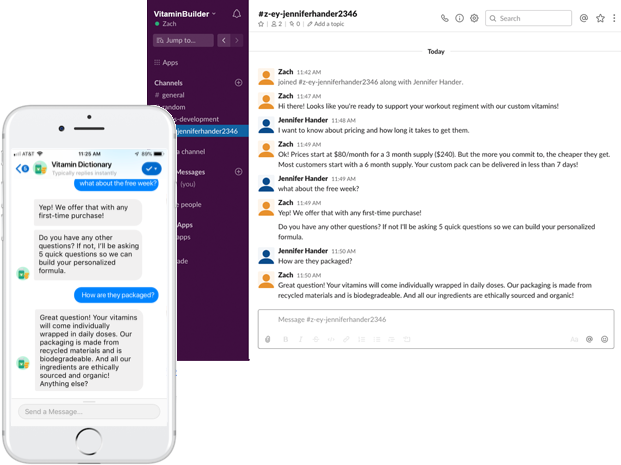 VitaminBuilder
Zach
Jump to...
Apps
Channels
# general
random
s-development
jenniferhander2346
a channel
Messages
(you)
people
Apps
apps
#z-ey-jenniferhander2346
2
0
Add a topic
Search
Today
Zach 11:42 AM
joined #z-ey-jenniferhander2346 along with Jennifer Hander.
Zach 11:47 AM
Hi there! Looks like you're ready to support your workout regiment with our custom vitamins!
Jennifer Hander 11:48 AM
I want to know about pricing and how long it takes to get them.
Zach 11:49 AM
Ok! Prices start at $80/month for a 3 month supply ($240). But the more you commit to, the cheaper they get.
Most customers start with a 6 month supply. Your custom pack can be delivered in less than 7 days!
Jennifer Hander 11:49 AM
what about the free week?
Zach 11:49 AM
Yep! We offer that with any first-time purchase!
Do you have any other questions? If not I'll be asking 5 quick questions so we can build your personalized
formula.
Jennifer Hander 11:50 AM
How are they packaged?
Zach 11:50 AM
Great question! Your vitamins will come individually wrapped in daily doses. Our packaging is made from
recycled materials and is biodegradeable. And all our ingredients are ethically sourced and organic!
Message #z-ey-jenniferhander2346
AT&T
11:25 AM
89%
6
Vitamin Dictionary
Typically replies instantly
what about the free week?
Yep! We offer that with any
first-time purchase!
Do you have any other
questions? If not, I'll be asking
5 quick questions so we can
build your personalized
formula.
How are they packaged?
Great question! Your vitamins
will come individually
wrapped in daily doses. Our
packaging is made from
recycled materials and is
biodegradeable. And all our
ingredients are ethically
sourced and organic!
Anything else?
Send a Message...